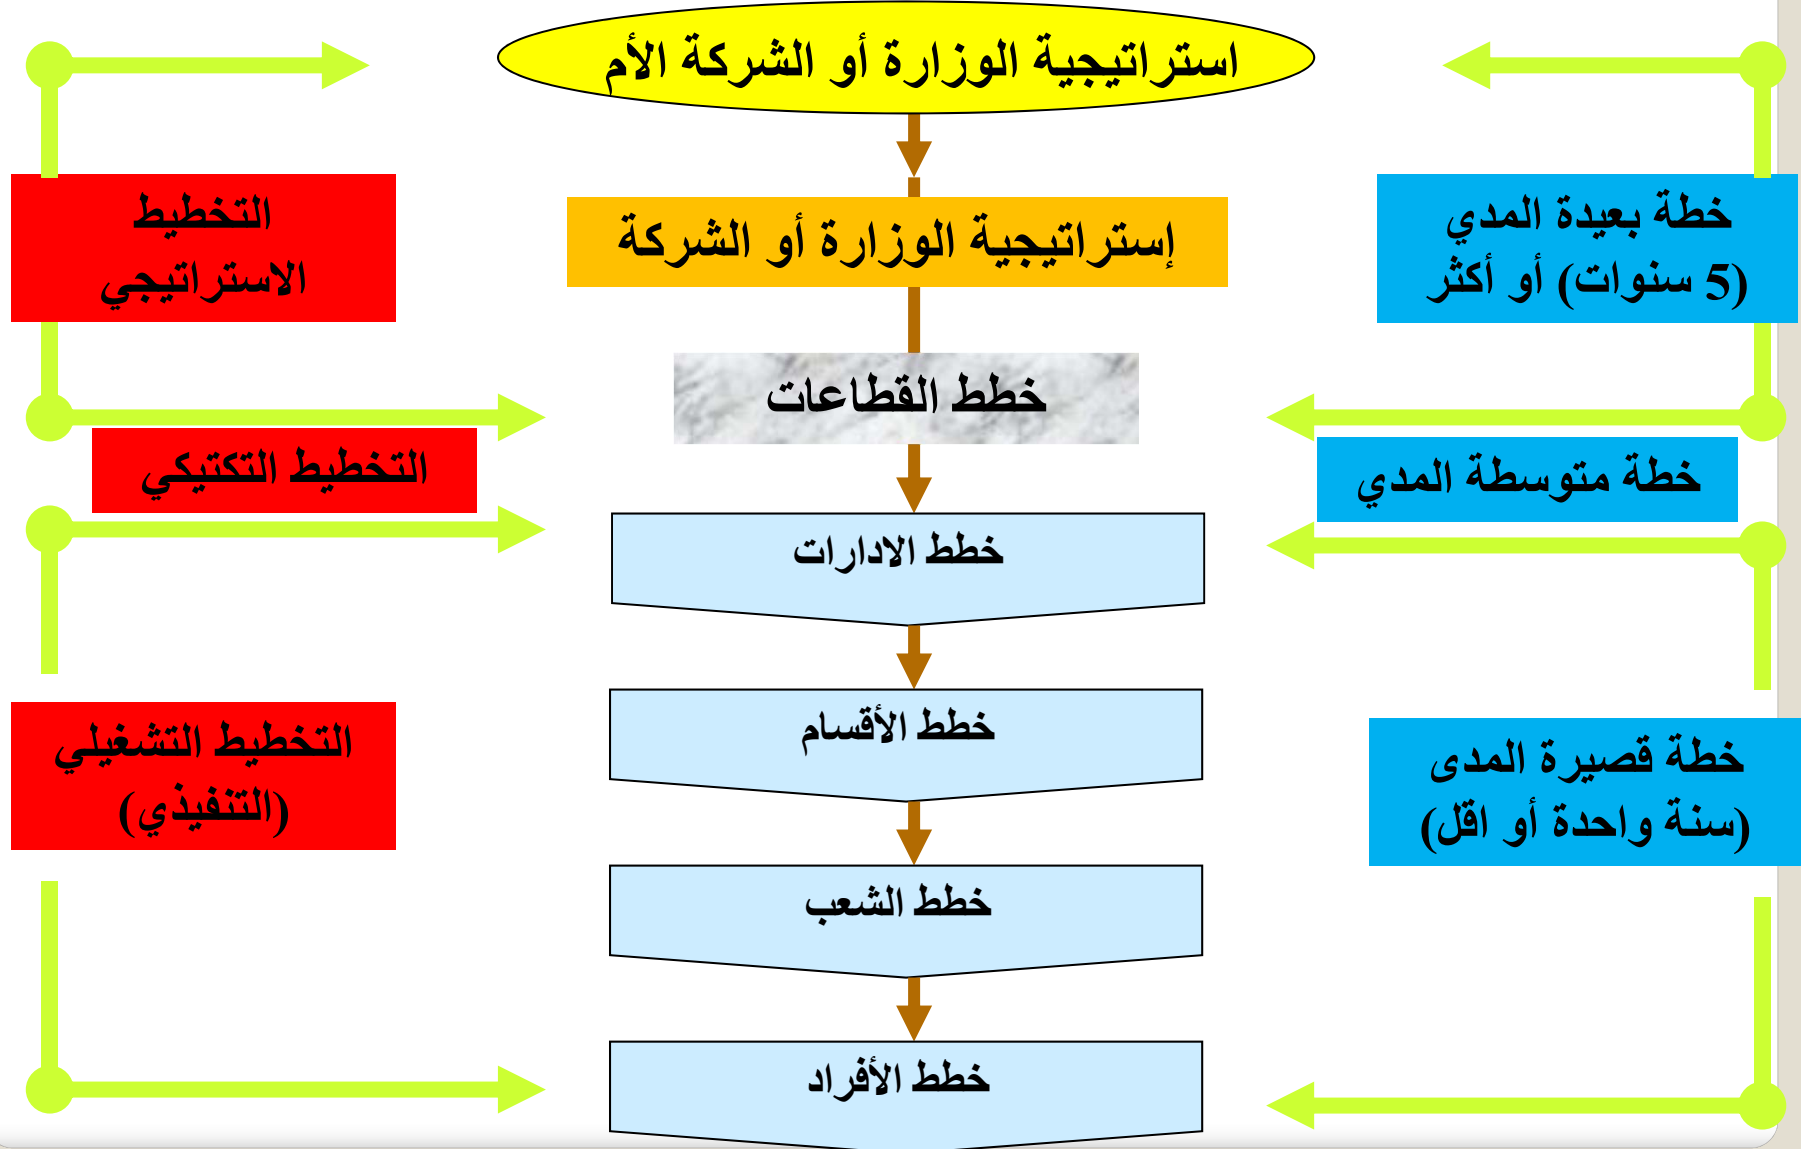 استراتيجية الوزارة أو الشركة الأم
خطة بعيدة المدي
(5 سنوات) أو أكثر
إستراتيجية الوزارة أو الشركة
التخطيط
الاستراتيجي
خطط القطاعات
خطة متوسطة المدي
التخطيط التكتيكي
خطط الادارات
خطط الأقسام
خطة قصيرة المدى
(سنة واحدة أو اقل)
التخطيط التشغيلي
(التنفيذي)
خطط الشعب
خطط الأفراد